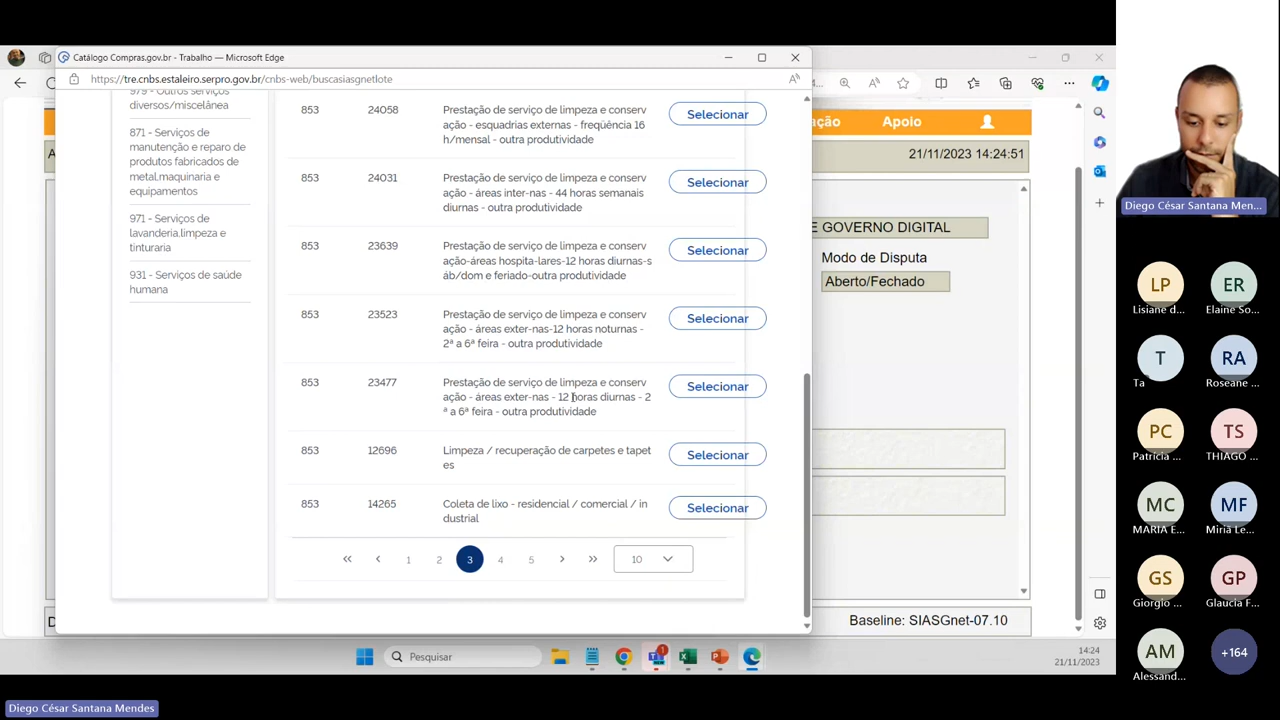 Catálogo Compras.gov.br - Trabalho — Microsoft Edge
https://tre.cnbs.estaleiro.serpro.gov.br/cnbs-web/buscasiasgnetlote
diversos/miscelânea
871 - Serviços de
manutenção e reparo de
produtos fabricados de
metal,maquinaria e
equipamentos
971 - Serviços de
lavanderia,limpeza e
tinturaria
931 - Serviços de saúde
humana
853
24058
Prestação de serviço de limpeza e conserv
ação - esquadrias externas - freqüência 16
h/mensal - outra produtividade
Selecionar
853
24031
Prestação de serviço de limpeza e conserv
ação - áreas inter-nas - 44 horas semanais
diurnas - outra produtividade
Selecionar
853
23639
Prestação de serviço de limpeza e conserv
ação-áreas hospita-lares-12 horas diurnas-s
áb/dom e feriado-outra produtividade
Selecionar
853
23523
Prestação de serviço de limpeza e conserv
ação - áreas exter-nas-12 horas noturnas -
2ª a 6ª feira - outra produtividade
Selecionar
853
23477
Prestação de serviço de limpeza e conserv
ação - áreas exter-nas - 12 horas diurnas - 2
ª a 6ª feira - outra produtividade
Selecionar
853
12696
Limpeza / recuperação de carpetes e tapet
es
Selecionar
853
14265
Coleta de lixo - residencial / comercial / in
dustrial
Selecionar
1 2 3 4 5
10
ação
Apoio
21/11/2023 14:24:51
E GOVERNO DIGITAL
Modo de Disputa
Aberto/Fechado
Baseline: SIASGnet-07.10
Pesquisar
14:24
21/11/2023
Diego César Santana Men...
LP
Lisiane d...
ER
Elaine So...
T
Ta
RA
Roseane ...
PC
Patricia ...
TS
THIAGO ...
MC
MARIA E...
MF
Miriã Le...
GS
Giorgio ...
GP
Glaucia F...
AM
Alessand...
+164
Diego César Santana Mendes